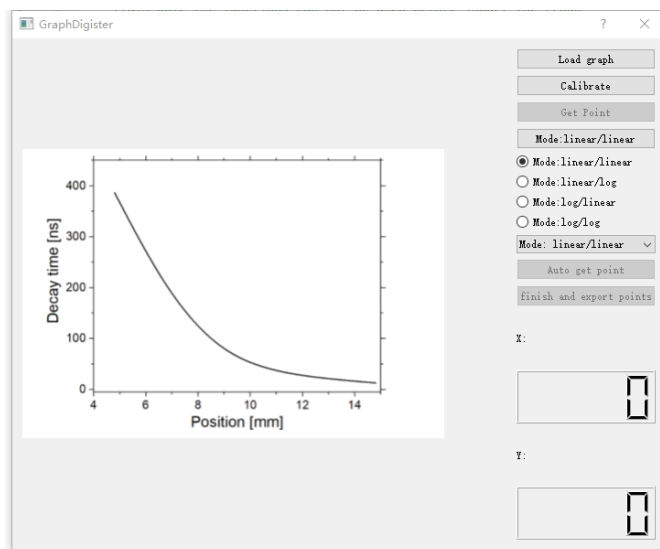 GraphDigister
Load graph
Calibrate
Get Point
Mode:linear/linear
Mode:linear/linear
Mode:linear/log
Mode:log/linear
Mode:log/log
Mode: linear/linear
Auto get point
finish and export points
X:
0
Y:
0
400
300
200
100
0
Decay time [ns]
4 6 8 10 12 14
Position [mm]